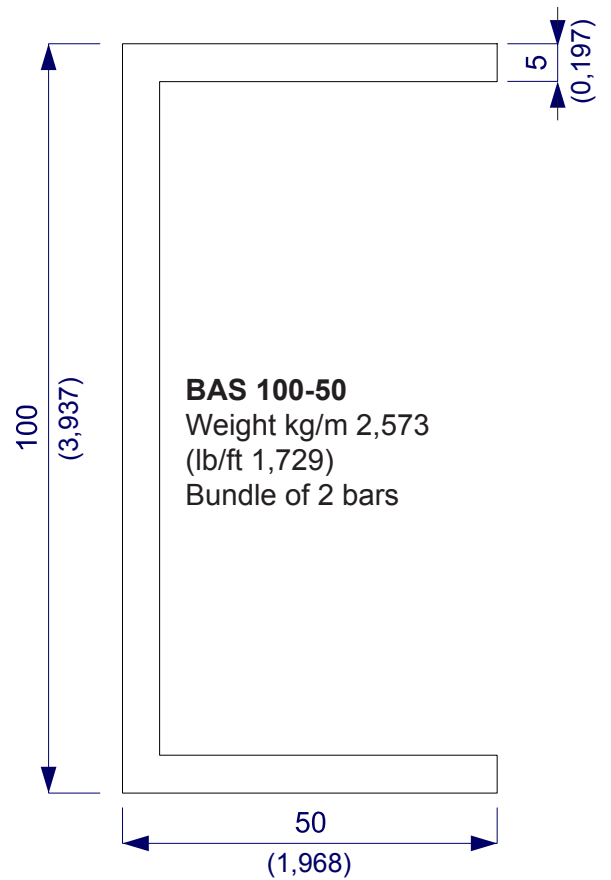 5
(0,197)
100
(3,937)
BAS 100-50
Weight kg/m 2,573
(lb/ft 1,729)
Bundle of 2 bars
50
(1,968)